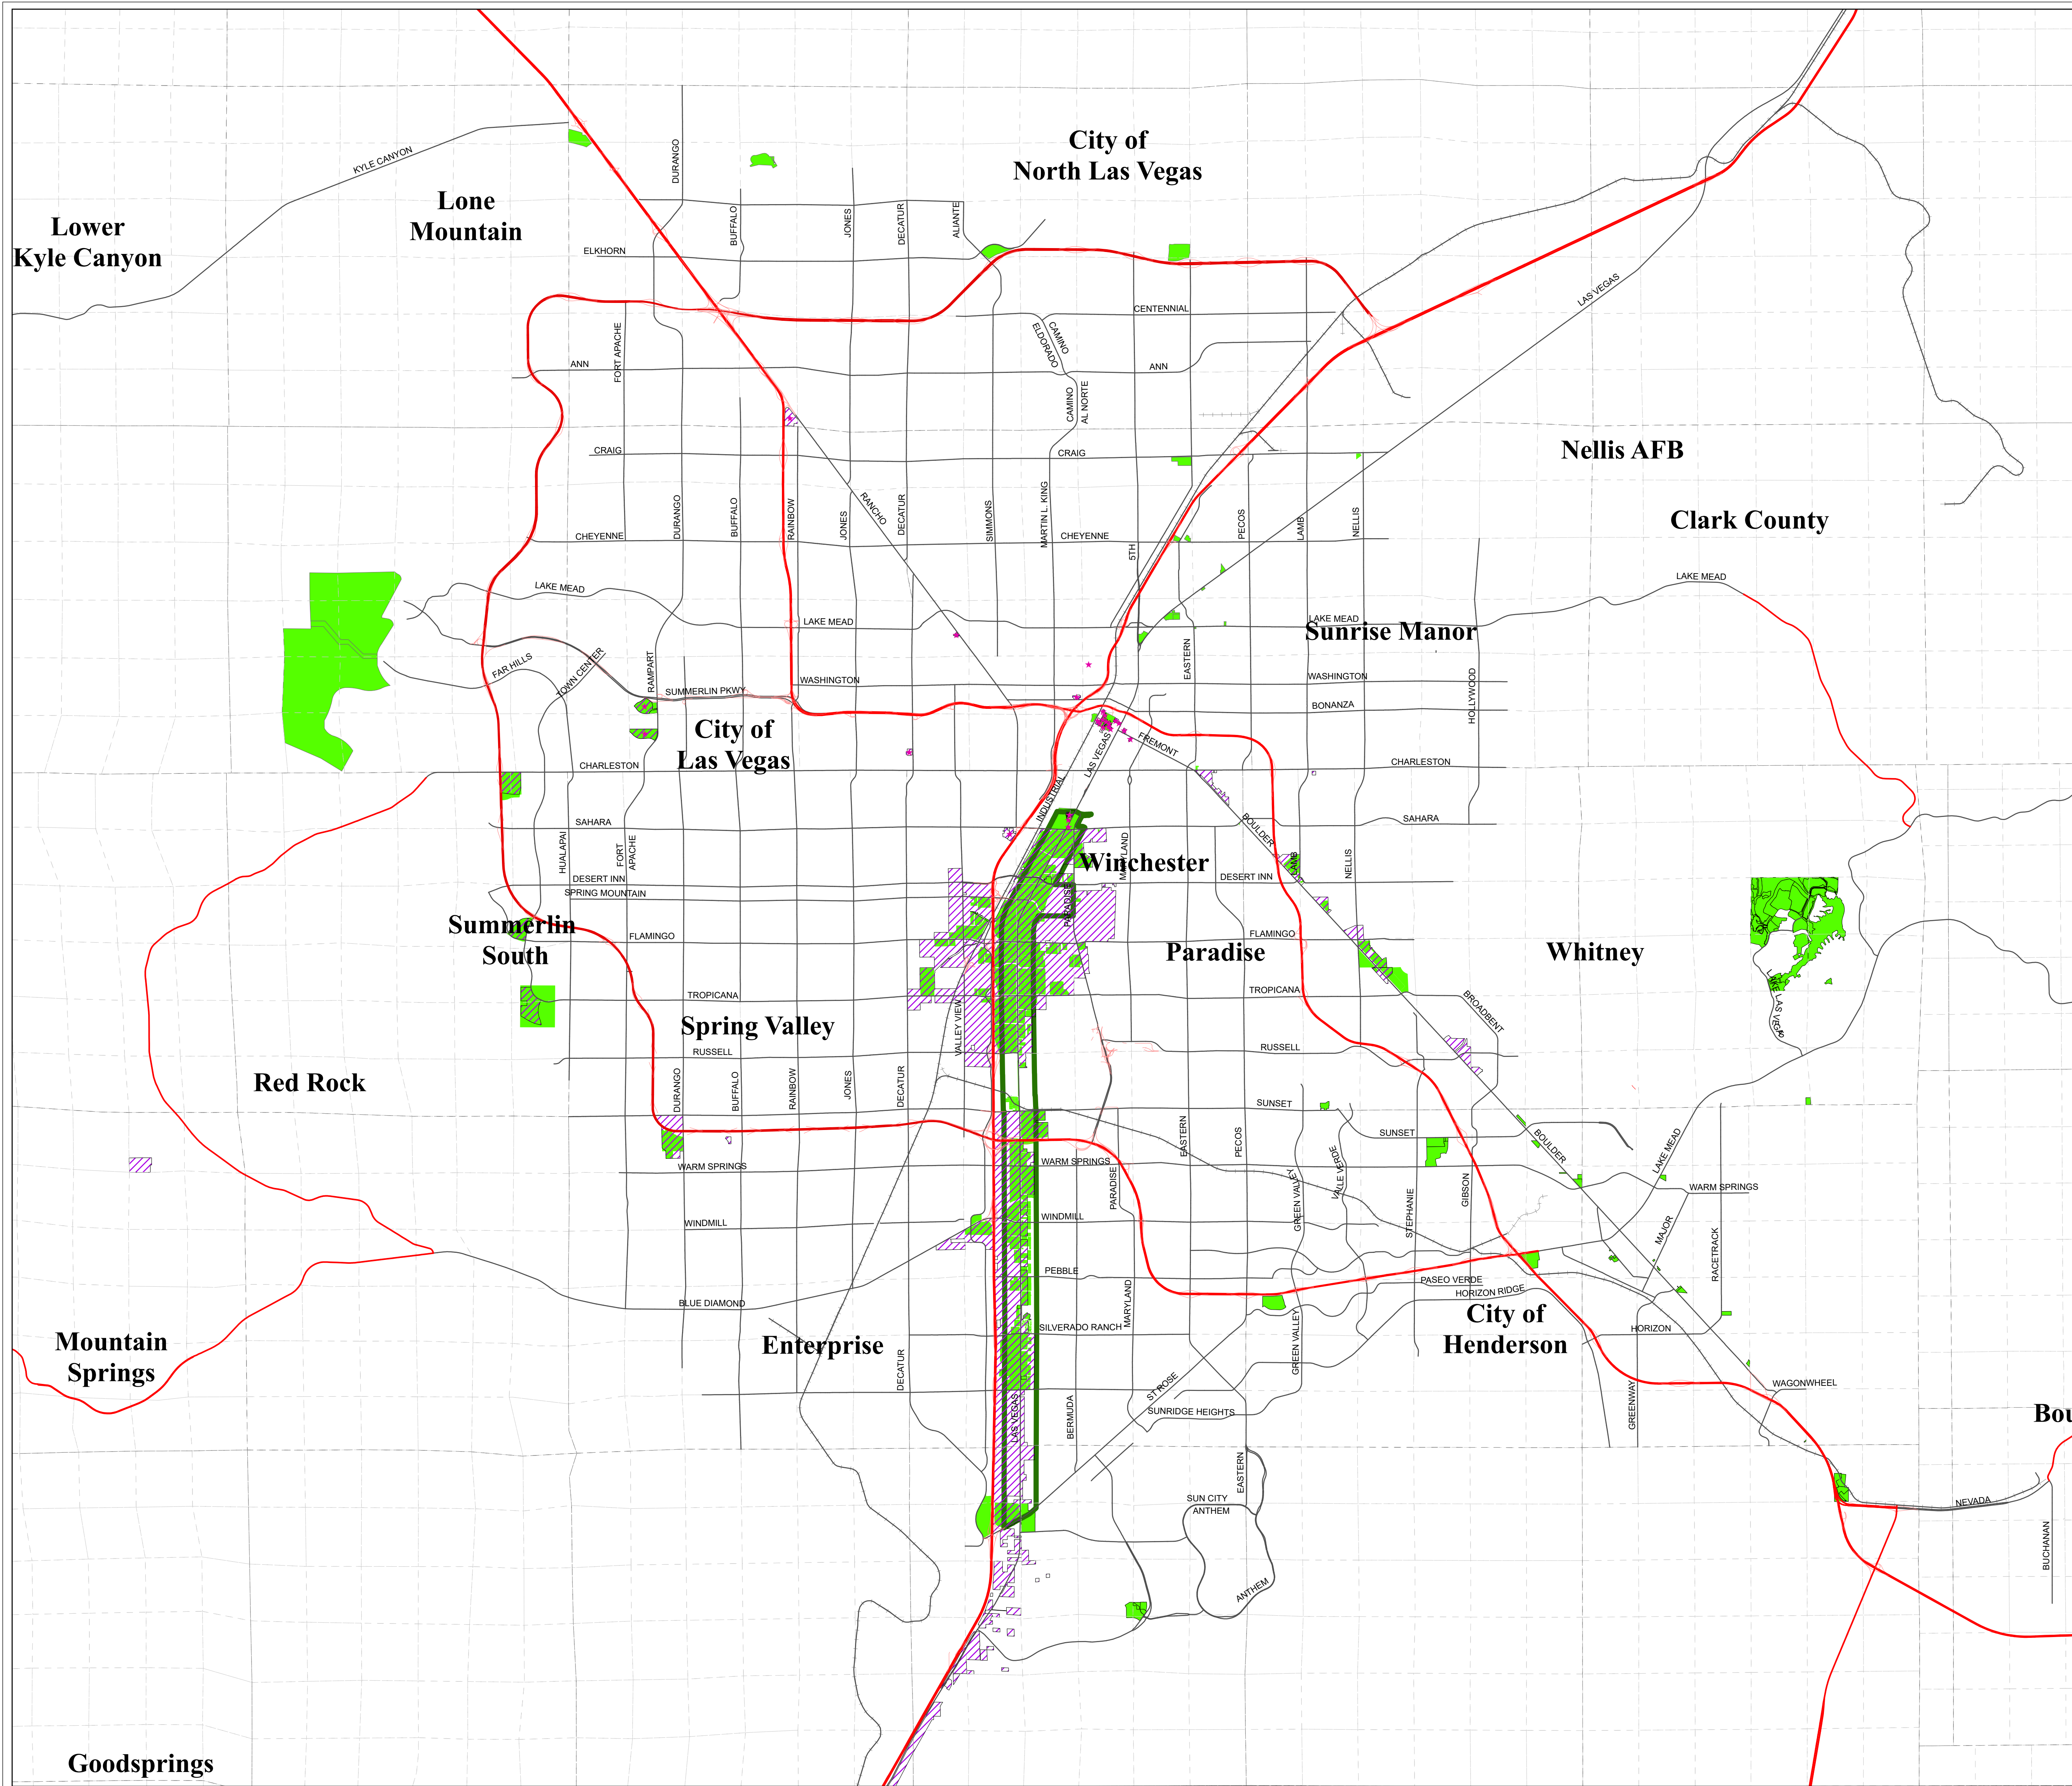 City of
North Las Vegas
KYLE CANYON
DURANGO
Lone
Mountain
Lower
Kyle Canyon
BUFFALO
JONES
DECATUR
ALIANTE
ELKHORN
LAS VEGAS
CENTENNIAL
FORT APACHE
CAMINO
ELDORADO
ANN
ANN
CAMINO
AL NORTE
CRAIG
CRAIG
Nellis AFB
RANCHO
DURANGO
BUFFALO
RAINBOW
JONES
DECATUR
SIMMONS
MARTIN L. KING
PECOS
LAMB
NELLIS
Clark County
CHEYENNE
CHEYENNE
5TH
LAKE MEAD
LAKE MEAD
LAKE MEAD
LAKE MEAD
Sunrise Manor
EASTERN
FAR HILLS
TOWN CENTER
RAMPART
SUMMERLIN PKWY
WASHINGTON
WASHINGTON
HOLLYWOOD
BONANZA
City of
Las Vegas
FREMONT
LAS VEGAS
CHARLESTON
CHARLESTON
INDUSTRIAL
SAHARA
SAHARA
BOULDER
HUALAPAI
FORT
APACHE
MARYLAND
Winchester
LAMB
NELLIS
DESERT INN
DESERT INN
SPRING MOUNTAIN
PARADISE
Summerlin
South
FLAMINGO
FLAMINGO
Paradise
Whitney
TROPICANA
TROPICANA
BROADBENT
LAKE LAS VEGAS
Spring Valley
VALLEY VIEW
RUSSELL
RUSSELL
Red Rock
DURANGO
BUFFALO
RAINBOW
JONES
DECATUR
SUNSET
SUNSET
EASTERN
PECOS
BOULDER
LAKE MEAD
WARM SPRINGS
WARM SPRINGS
WARM SPRINGS
PARADISE
GREEN VALLEY
VALLE VERDE
STEPHANIE
GIBSON
WINDMILL
WINDMILL
MAJOR
RACETRACK
PEBBLE
PASEO VERDE
HORIZON RIDGE
BLUE DIAMOND
MARYLAND
City of
Henderson
SILVERADO RANCH
HORIZON
Enterprise
GREEN VALLEY
Mountain
Springs
DECATUR
ST ROSE
WAGONWHEEL
GREENWAY
LAS VEGAS
BERMUDA
SUNRIDGE HEIGHTS
Bou
EASTERN
SUN CITY
ANTHEM
NEVADA
BUCHANAN
ANTHEM
Goodsprings